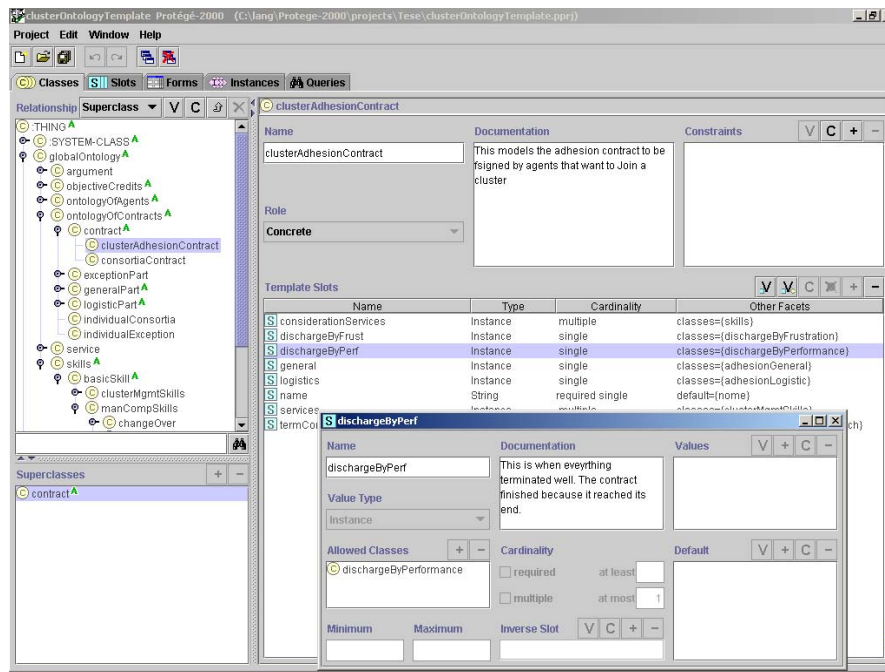 clusterOntologyTemplate Protégé-2000 (C:\lang\Protege-2000\projects\Tese\clusterOntologyTemplate.pprj)
Project Edit Window Help
Classes Slots Forms Instances Queries
Relationship Superclass V C
:THING A
:SYSTEM-CLASS A
globalOntology A
argument
objectiveCredits A
ontologyOfAgents A
ontologyOfContracts A
contract A
clusterAdhesionContract
consortiaContract
exceptionPart
generalPart A
logisticPart A
individualConsortia
individualException
service
skills A
basicSkill A
clusterMgmtSkills
manCompSkills
changeOver
Superclasses + −
contract A
clusterAdhesionContract
Name Documentation Constraints V C + −
clusterAdhesionContract
This models the adhesion contract to be
fsigned by agents that want to Join a
cluster
Role
Concrete
Template Slots V V C + −
Name Type Cardinality Other Facets
S considerationServices Instance multiple classes={skills}
S dischargeByFrust Instance single classes={dischargeByFrustration}
S dischargeByPerf Instance single classes={dischargeByPerformance}
S general Instance single classes={adhesionGeneral}
S logistics Instance single classes={adhesionLogistic}
S name String required single default={nome}
S services Instance multiple classes={clusterMgmtSkills}
S termCo ch}
S dischargeByPerf
Name Documentation Values V + C −
dischargeByPerf
This is when eveyrthing
terminated well. The contract
finished because it reached its
end.
Value Type
Instance
Allowed Classes + − Cardinality Default V + C −
dischargeByPerformance
required at least
multiple at most 1
Minimum Maximum Inverse Slot V C + −